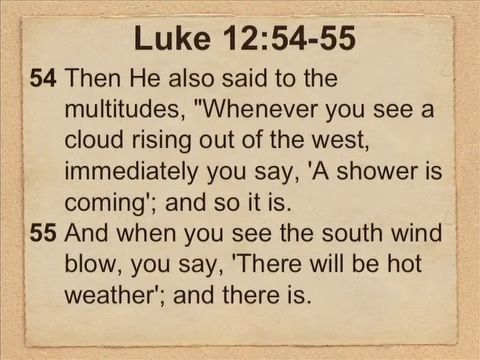 Luke 12:54-55
54 Then He also said to the
multitudes, "Whenever you see a
cloud rising out of the west,
immediately you say, 'A shower is
coming'; and so it is.
55 And when you see the south wind
blow, you say, 'There will be hot
weather'; and there is.